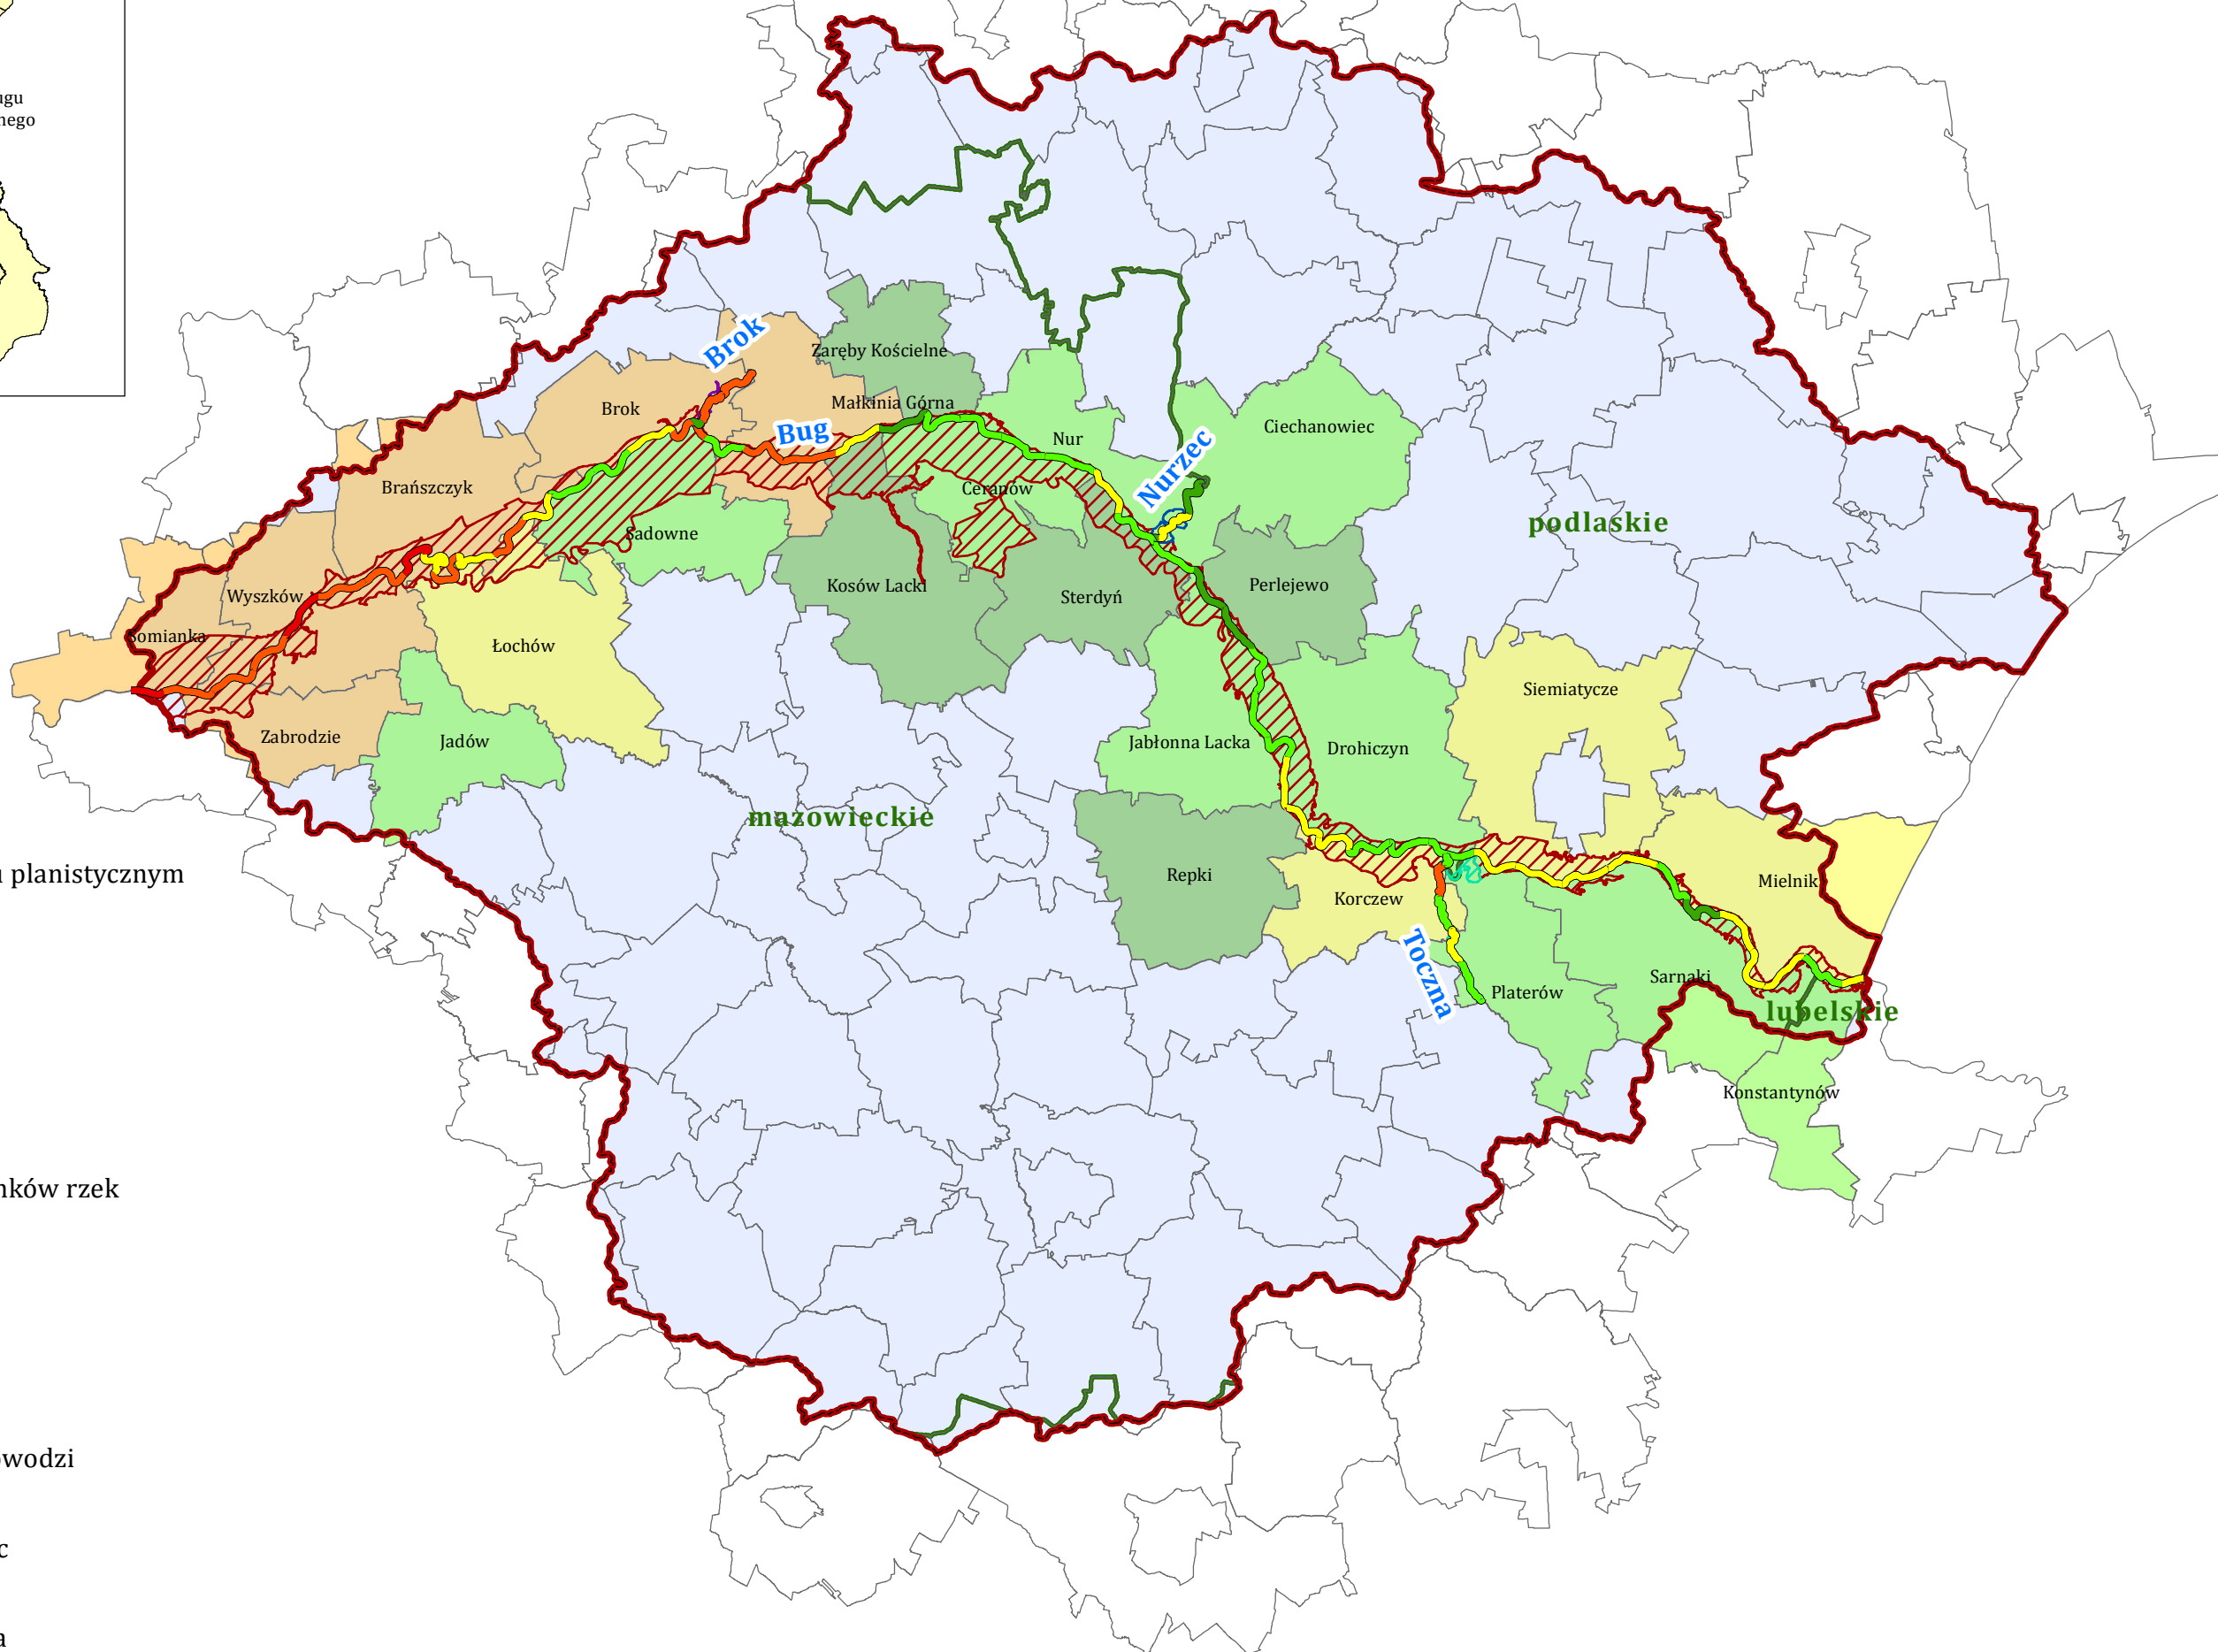 ugu
nego
Brok
Zaręby Kościelne
Brok
Małkinia Górna
Bug
Nur
Ciechanowiec
Brańszczyk
Nurzec
Ceranów
podlaskie
Sadowne
Kosów Lacki
Sterdyń
Perlejewo
Wyszków
Somianka
Łochów
Siemiatycze
Zabrodzie
Jadów
Jabłonna Lacka
Drohiczyn
mazowieckie
u planistycznym
Repki
Korczew
Mielnik
Toczna
Sarnaki
Platerów
lubelskie
Konstantynów
nków rzek
owodzi
c
a